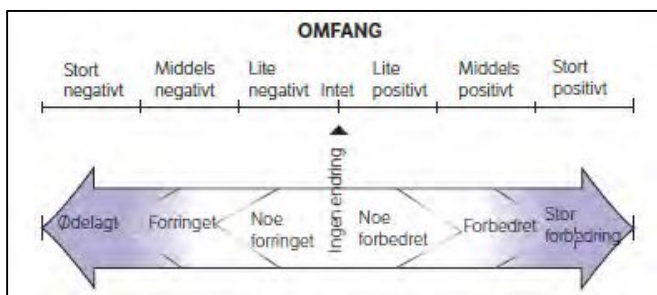 OMFANG
Stort negativt
Middels negativt
Lite negativt
Intet
Lite positivt
Middels positivt
Stort positivt
Ødelagt
Forringet
Noe forringet
Ingen endring
Noe forbedret
Forbedret
Stor forbedring